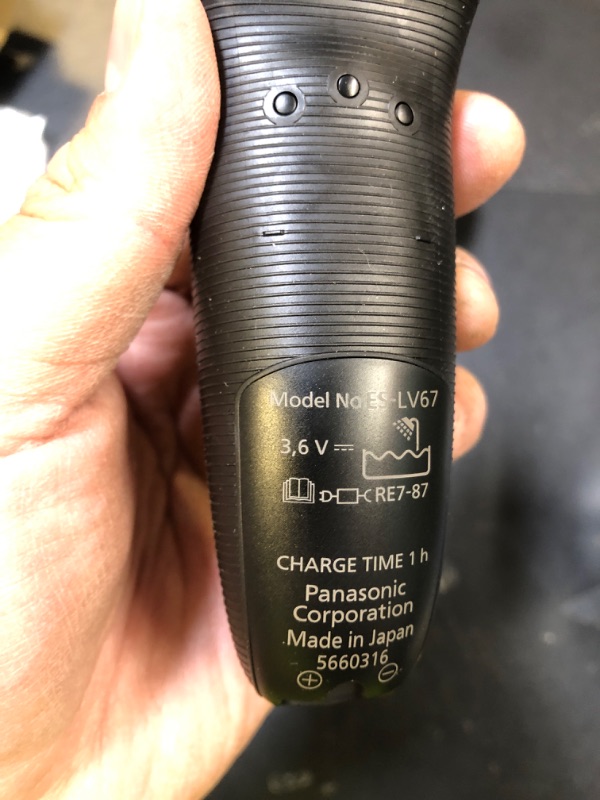 Model No ES-LV67
3,6 V
RE7-87
CHARGE TIME 1 h
Panasonic
Corporation
Made in Japan
5660316
+ −